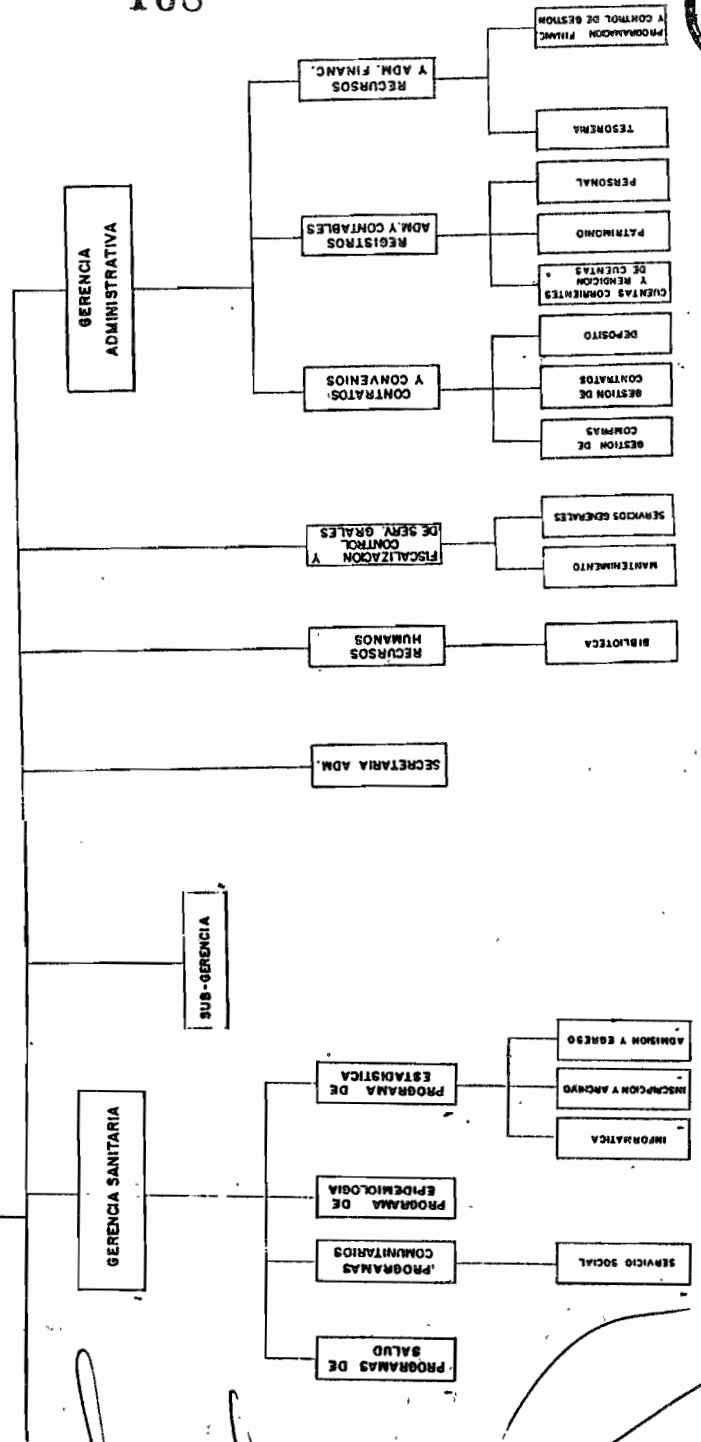 168
PROGRAMACION FINANC
Y CONTROL DE GESTION
RECURSOS
Y ADM. FINANC.
TESORERIA
PERSONAL
GERENCIA
ADMINISTRATIVA
REGISTROS
ADM.Y CONTABLES
PATRIMONIO
CUENTAS CORRIENTES
Y RENDICION
DE CUENTAS
DEPOSITO
CONTRATOS
Y CONVENIOS
GESTION DE
CONTRATOS
GESTION DE
COMPRAS
SERVICIOS GENERALES
FISCALIZACION Y
CONTROL
DE SERV. GRALES
MANTENIMENTO
RECURSOS
HUMANOS
BIBLIOTECA
SECRETARIA ADM.
SUB-GERENCIA
ADMISION Y EGRESO
PROGRAMA DE
ESTADISTICA
INSCRIPCION Y ARCHIVO
INFORMATICA
GERENCIA SANITARIA
PROGRAMA DE
EPIDEMIOLOGIA
PROGRAMAS
COMUNITARIOS
SERVICIO SOCIAL
PROGRAMAS DE
SALUD